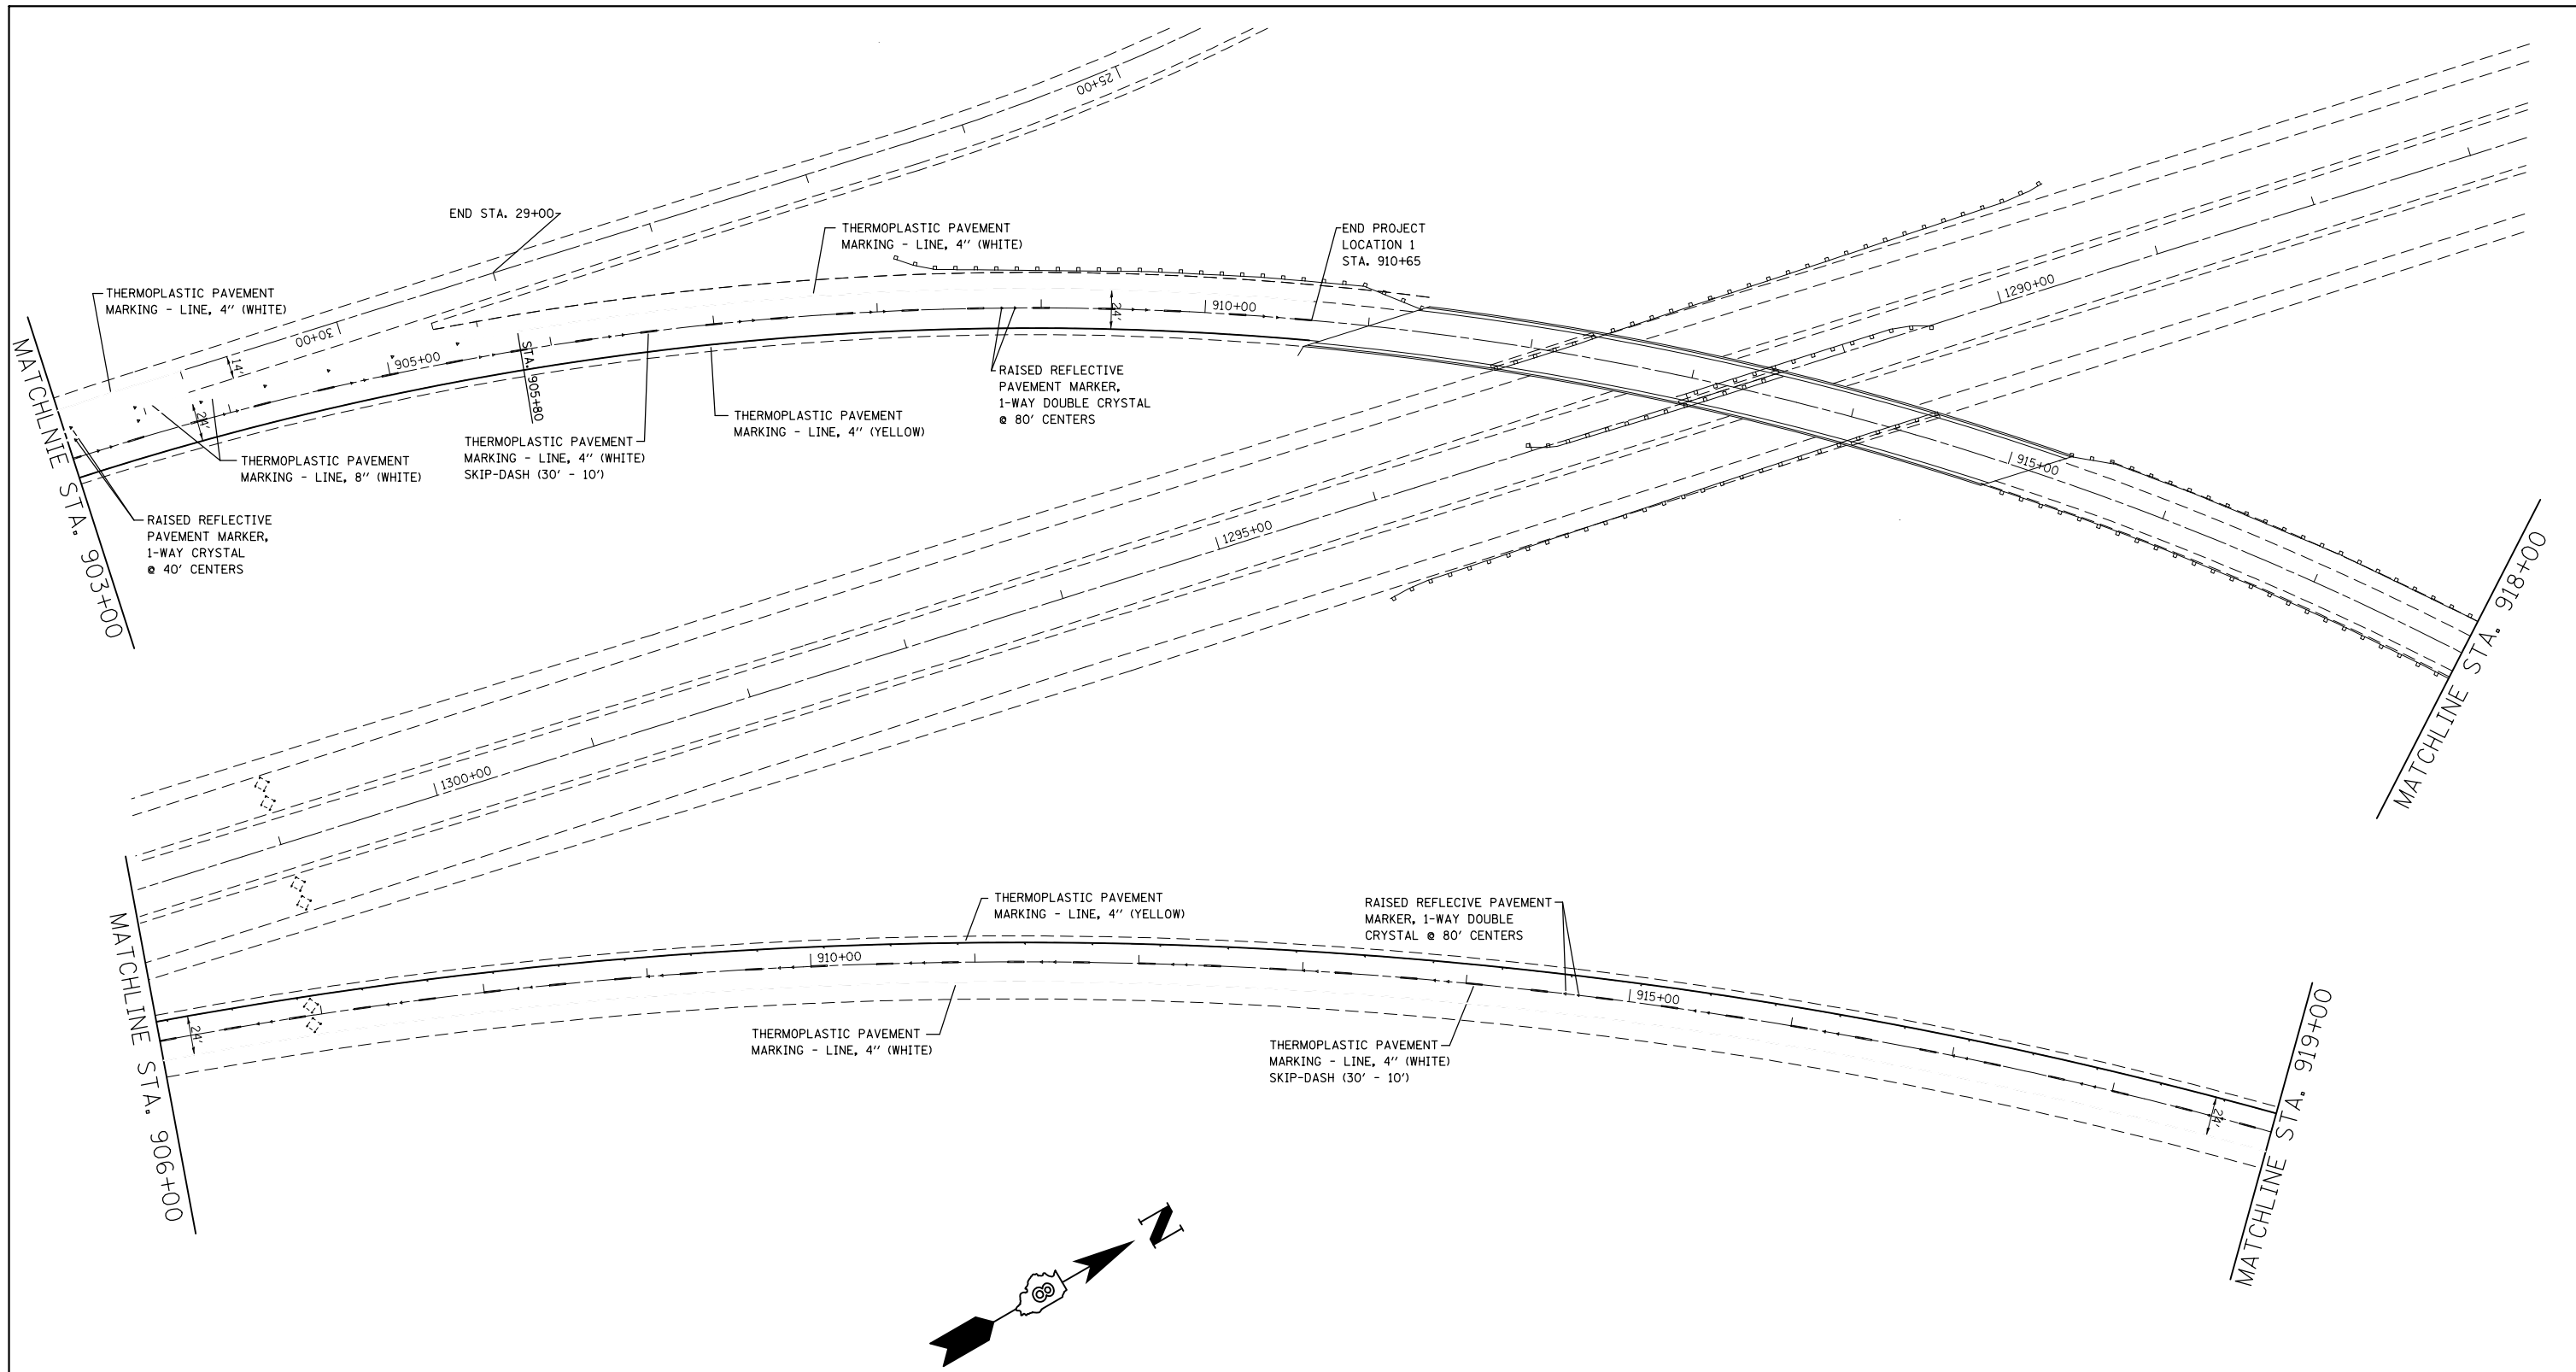 25+00
END STA. 29+00
THERMOPLASTIC PAVEMENT
MARKING - LINE, 4" (WHITE)
END PROJECT
LOCATION 1
STA. 910+65
THERMOPLASTIC PAVEMENT
MARKING - LINE, 4" (WHITE)
1290+00
30+00
910+00
24'
14'
905+00
STA. 905+80
24'
RAISED REFLECTIVE
PAVEMENT MARKER,
1-WAY DOUBLE CRYSTAL
@ 80' CENTERS
THERMOPLASTIC PAVEMENT
MARKING - LINE, 4" (YELLOW)
THERMOPLASTIC PAVEMENT
MARKING - LINE, 4" (WHITE)
SKIP-DASH (30' - 10')
THERMOPLASTIC PAVEMENT
MARKING - LINE, 8" (WHITE)
MATCHLNIE STA. 903+00
RAISED REFLECTIVE
PAVEMENT MARKER,
1-WAY CRYSTAL
@ 40' CENTERS
915+00
1295+00
MATCHLINE STA. 918+00
1300+00
THERMOPLASTIC PAVEMENT
MARKING - LINE, 4" (YELLOW)
RAISED REFLECIVE PAVEMENT
MARKER, 1-WAY DOUBLE
CRYSTAL @ 80' CENTERS
910+00
915+00
MATCHLINE STA. 906+00
24'
THERMOPLASTIC PAVEMENT
MARKING - LINE, 4" (WHITE)
THERMOPLASTIC PAVEMENT
MARKING - LINE, 4" (WHITE)
SKIP-DASH (30' - 10')
24'
MATCHLINE STA. 919+00
N
8